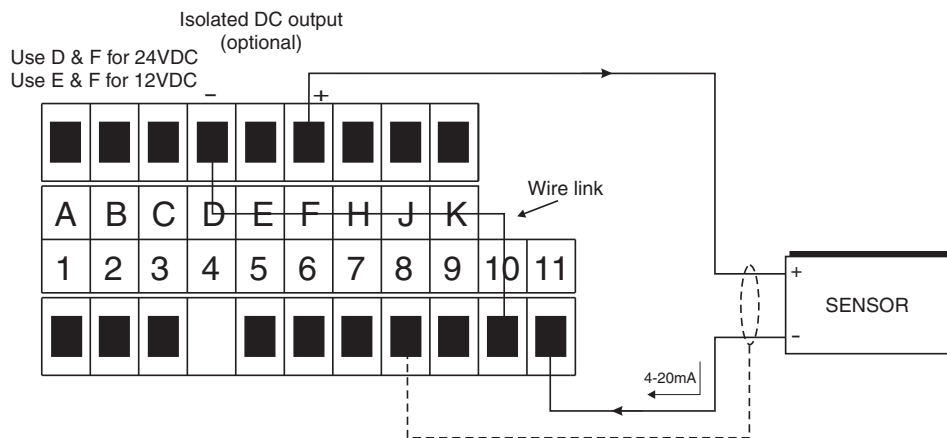 Isolated DC output
(optional)
Use D & F for 24VDC
Use E & F for 12VDC
- +
Wire link
A B C D E F H J K
1 2 3 4 5 6 7 8 9 10 11
+
SENSOR
-
4-20mA